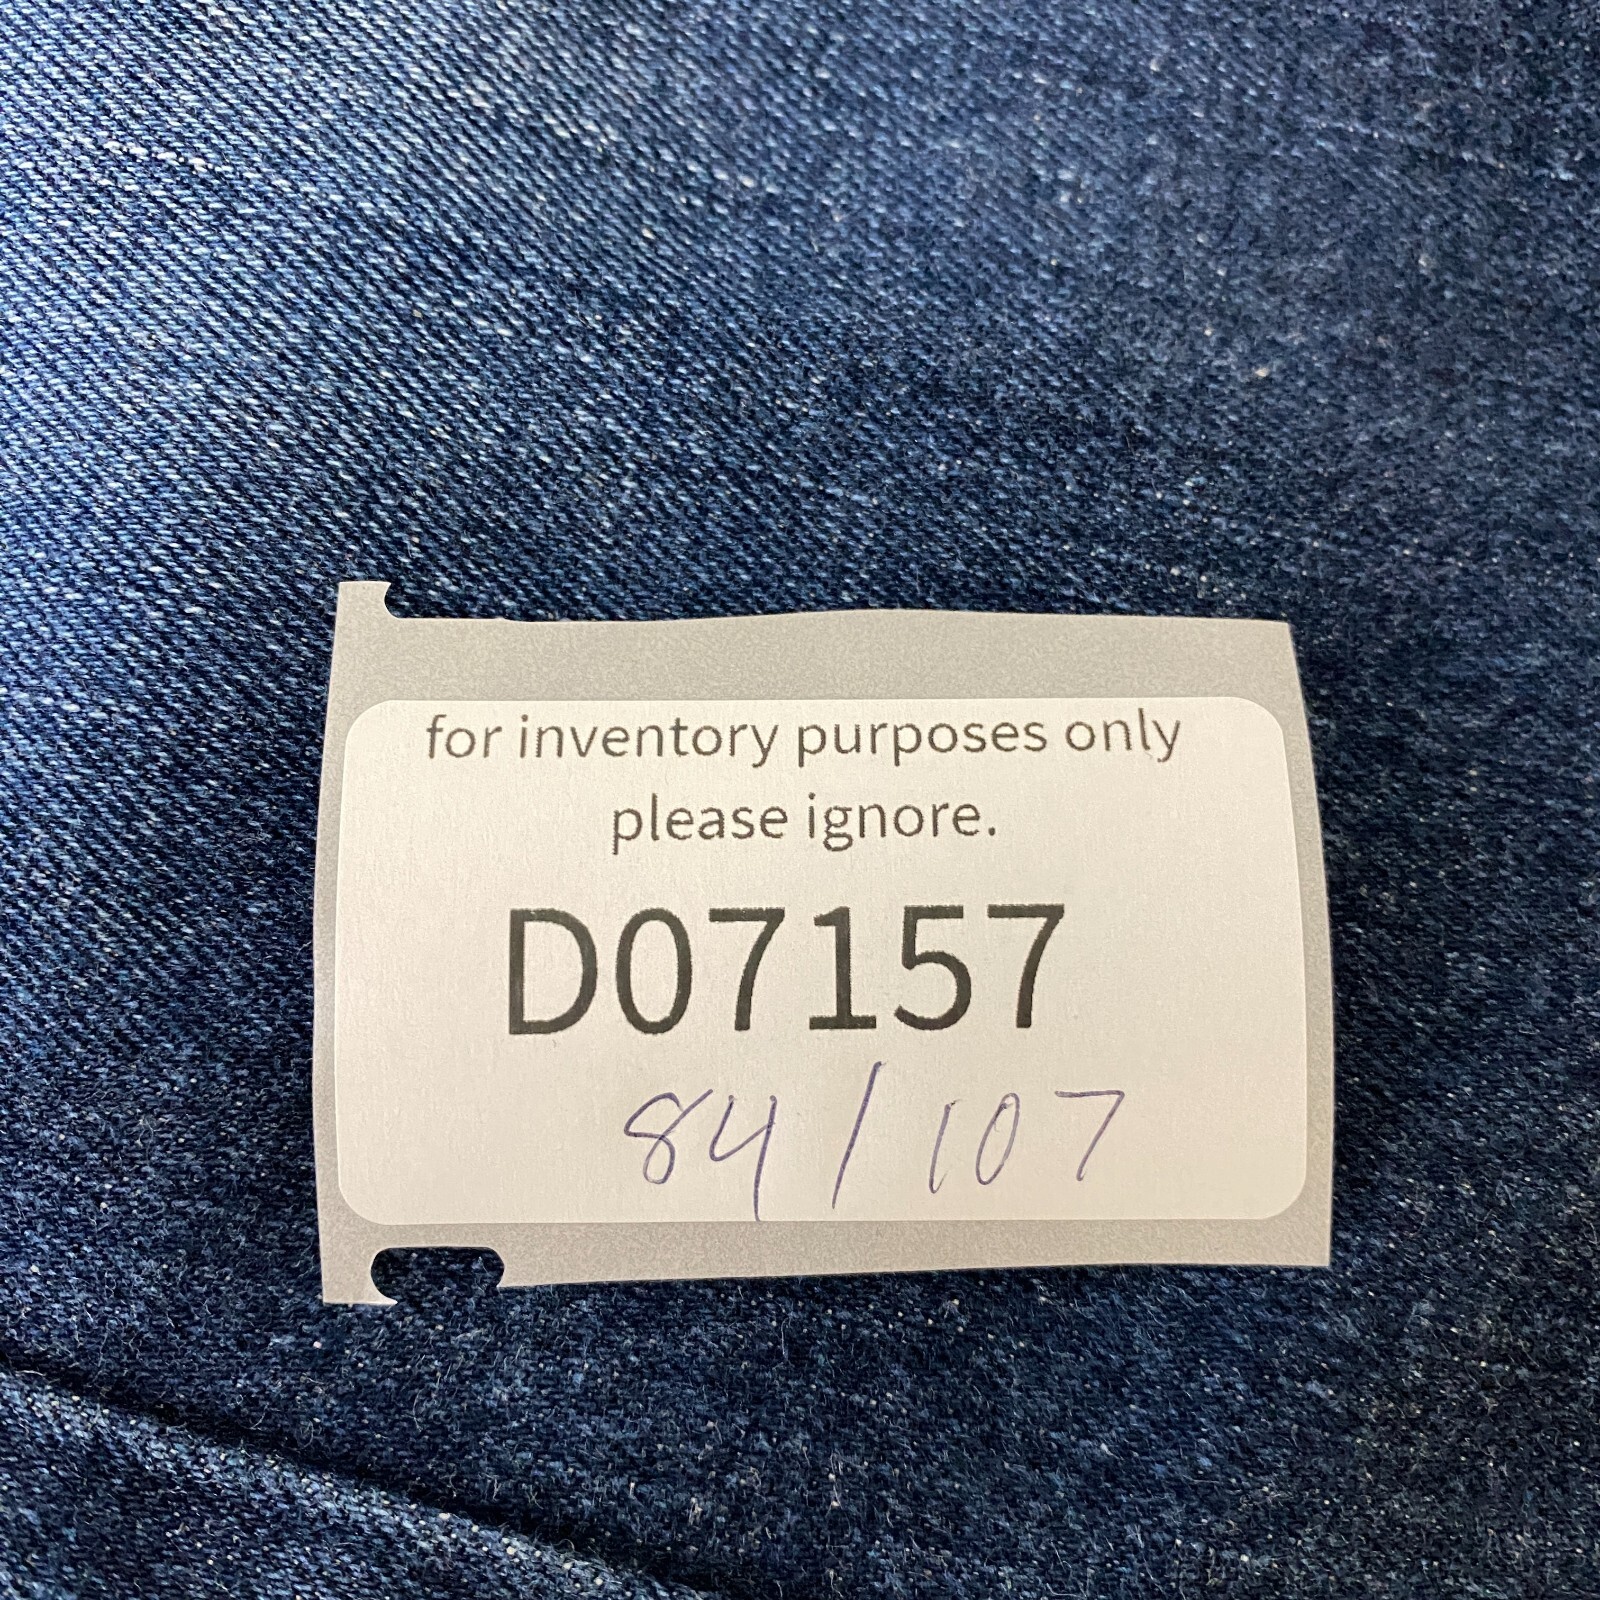 for inventory purposes only
please ignore.
D07157
84/107